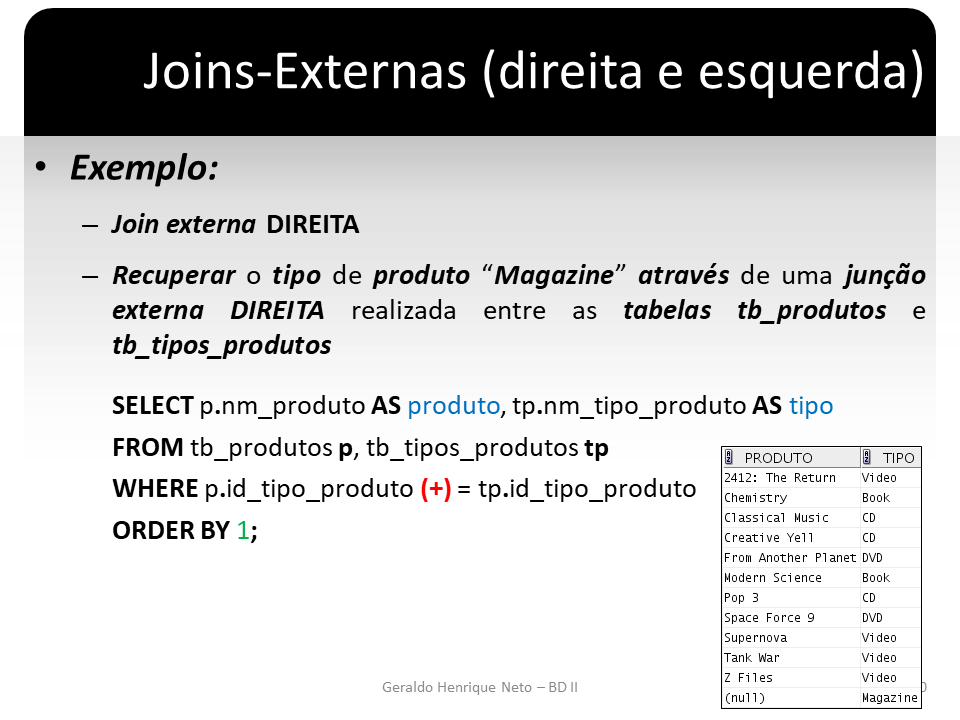 Joins-Externas (direita e esquerda)
• Exemplo:
– Join externa DIREITA
– Recuperar o tipo de produto “Magazine” através de uma junção
externa DIREITA realizada entre as tabelas tb_produtos e
tb_tipos_produtos
SELECT p.nm_produto AS produto, tp.nm_tipo_produto AS tipo
FROM tb_produtos p, tb_tipos_produtos tp
WHERE p.id_tipo_produto (+) = tp.id_tipo_produto
ORDER BY 1;
PRODUTO TIPO
2412: The Return Video
Chemistry Book
Classical Music CD
Creative Yell CD
From Another Planet DVD
Modern Science Book
Pop 3 CD
Space Force 9 DVD
Supernova Video
Tank War Video
Z Files Video
(null) Magazine
Geraldo Henrique Neto – BD II